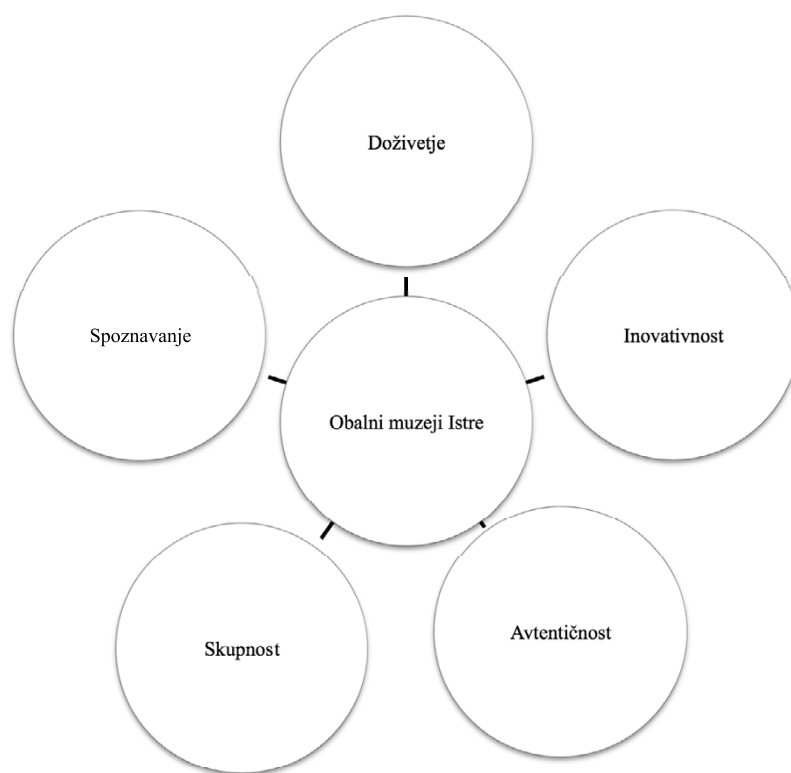 Doživetje
Spoznavanje
Inovativnost
Obalni muzeji Istre
Skupnost
Avtentičnost